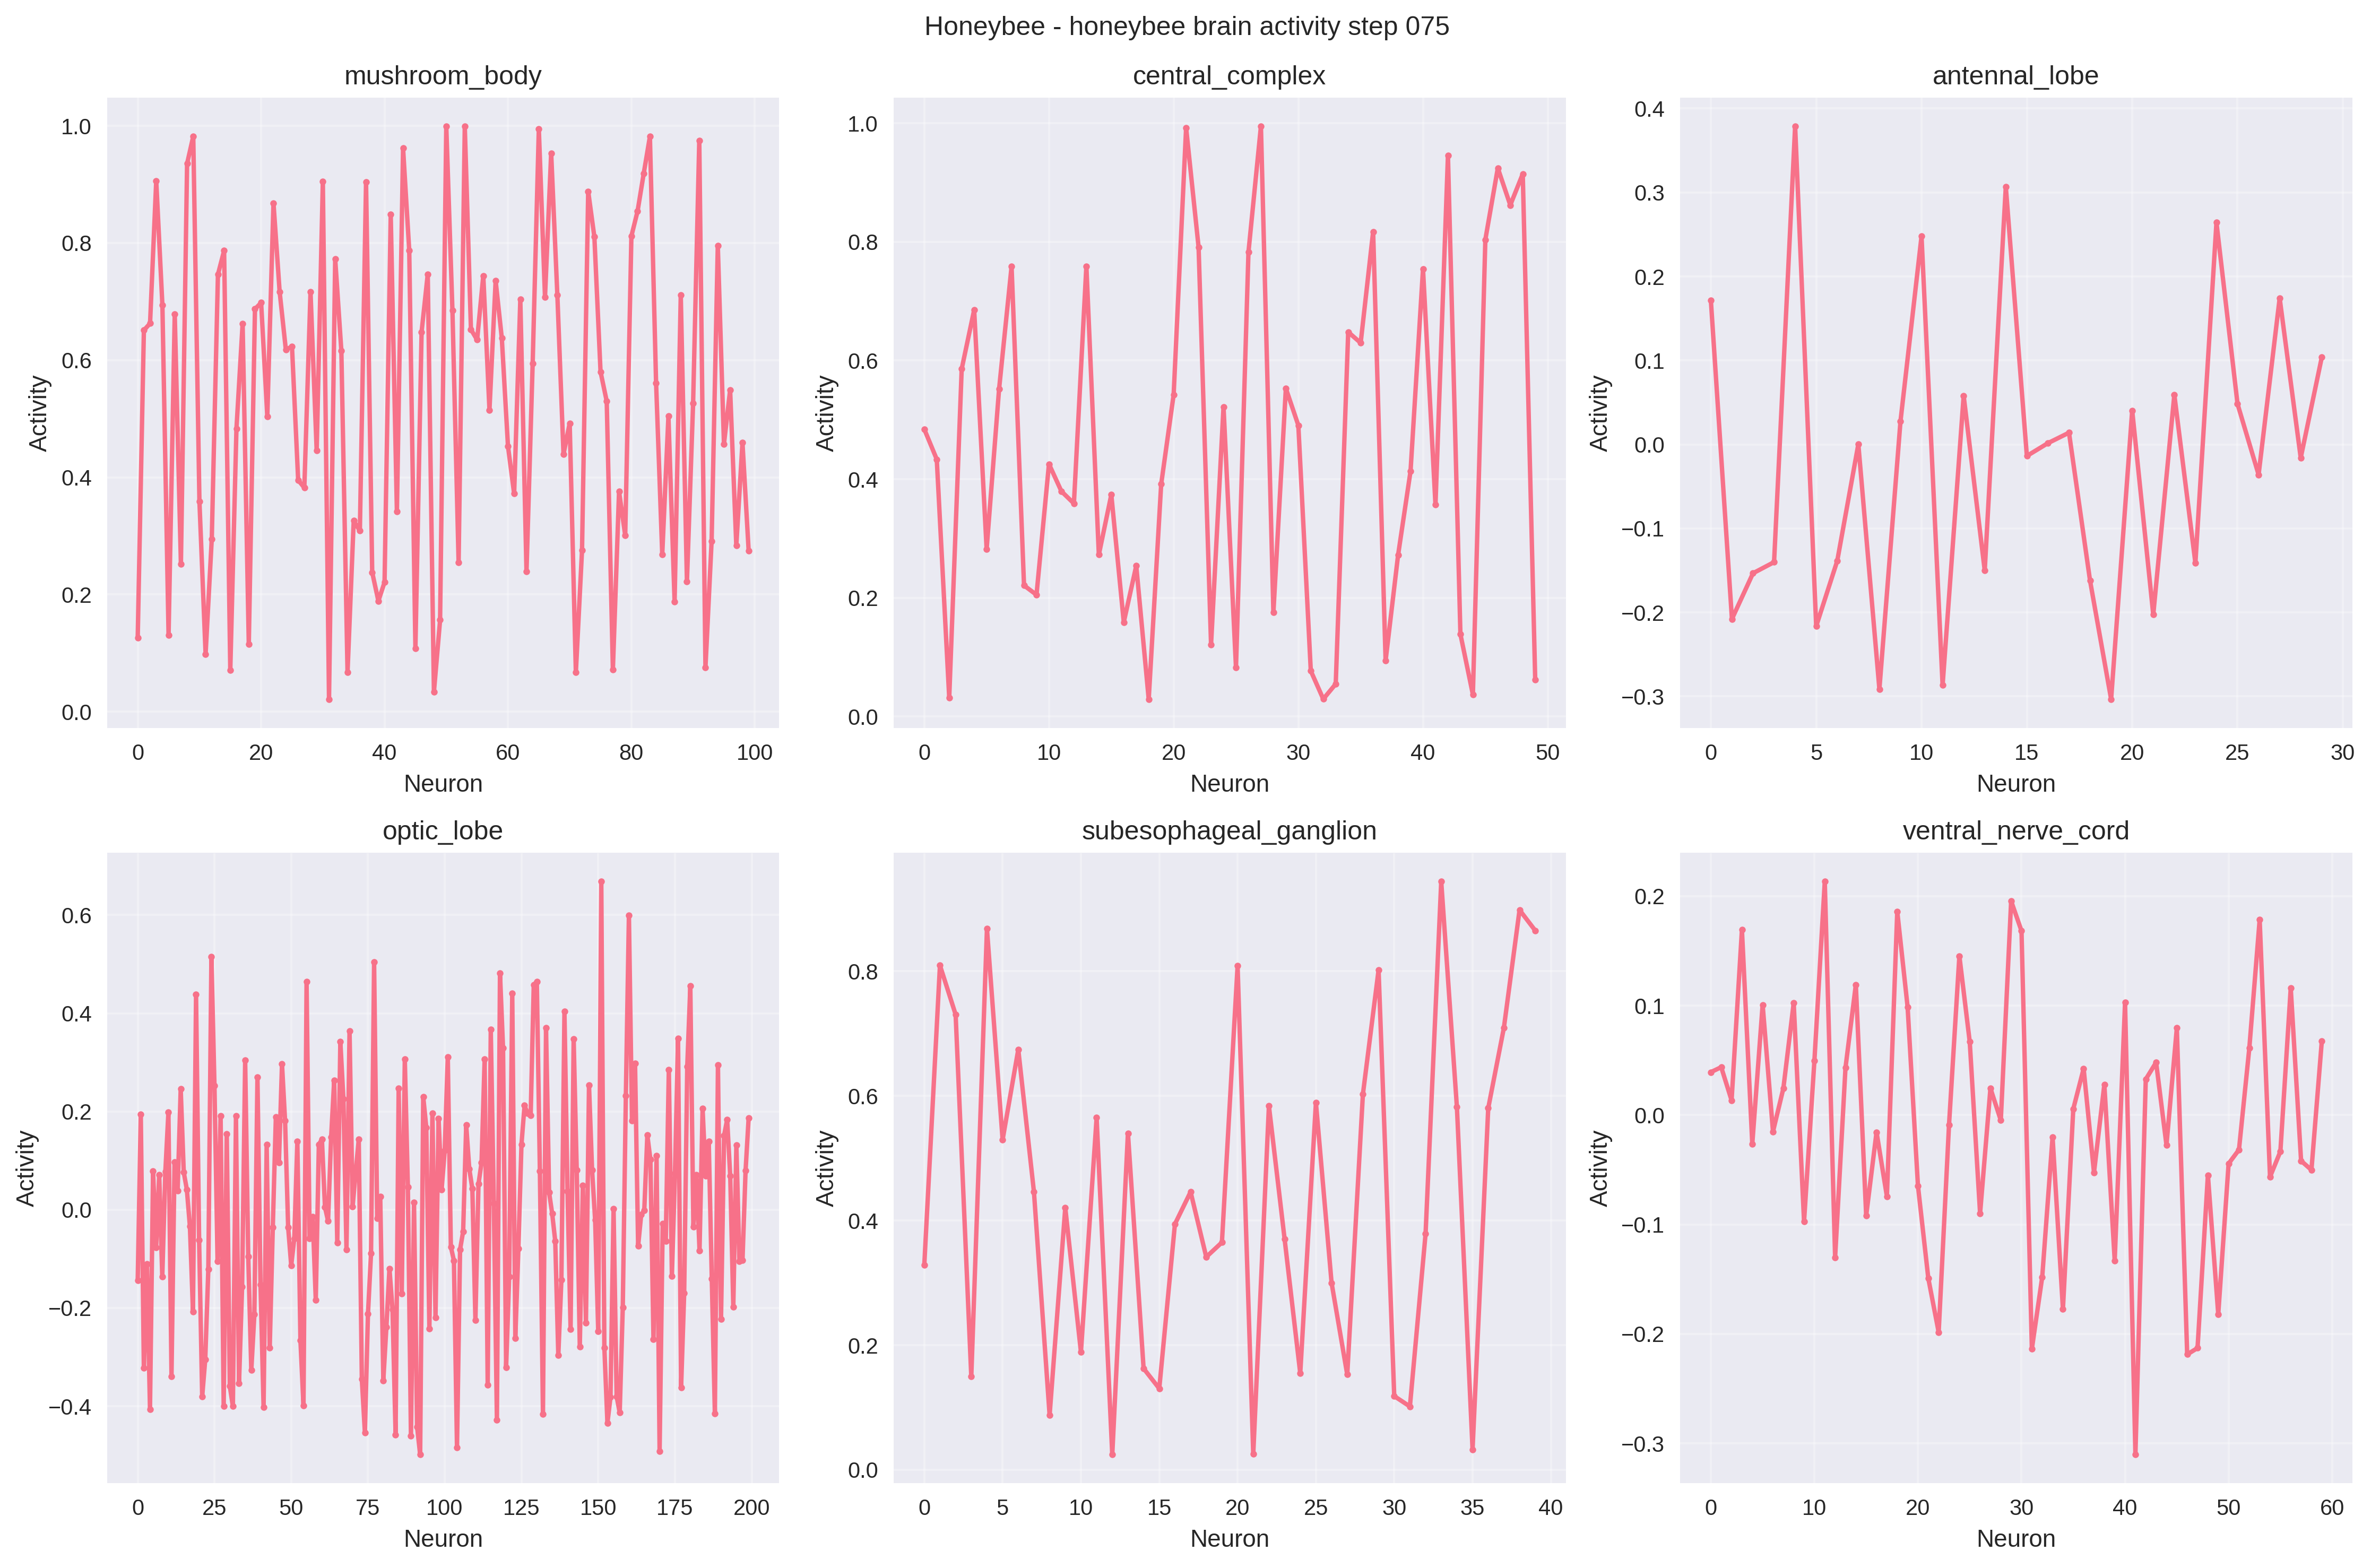 Honeybee - honeybee brain activity step 075
mushroom_body
central_complex
antennal_lobe
1.0
0.8
0.6
0.4
0.2
0.0
Activity
0 20 40 60 80 100
Neuron
1.0
0.8
0.6
0.4
0.2
0.0
Activity
0 10 20 30 40 50
Neuron
0.4
0.3
0.2
0.1
0.0
−0.1
−0.2
−0.3
Activity
0 5 10 15 20 25 30
Neuron
optic_lobe
subesophageal_ganglion
ventral_nerve_cord
0.6
0.4
0.2
0.0
−0.2
−0.4
Activity
0 25 50 75 100 125 150 175 200
Neuron
0.8
0.6
0.4
0.2
0.0
Activity
0 5 10 15 20 25 30 35 40
Neuron
0.2
0.1
0.0
−0.1
−0.2
−0.3
Activity
0 10 20 30 40 50 60
Neuron